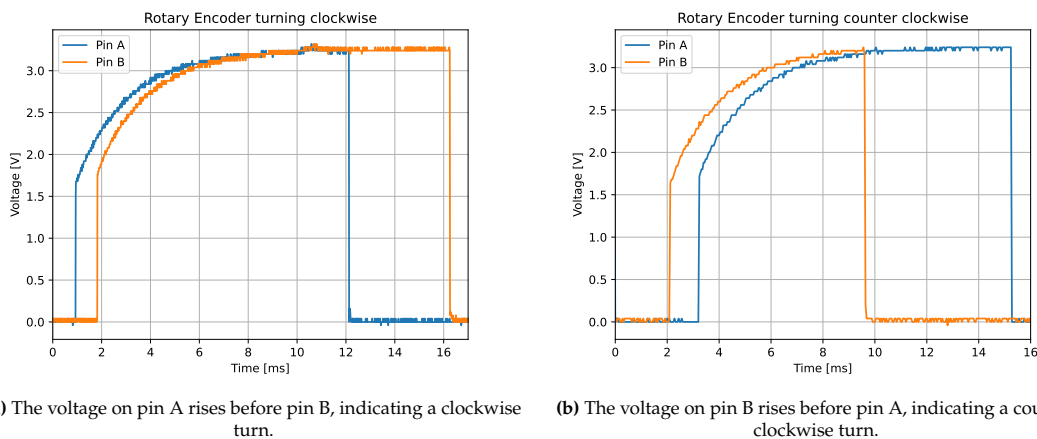 Rotary Encoder turning clockwise
Pin A
Pin B
3.0
2.5
2.0
1.5
1.0
0.5
0.0
Voltage [V]
0 2 4 6 8 10 12 14 16
Time [ms]
) The voltage on pin A rises before pin B, indicating a clockwise
turn.
Rotary Encoder turning counter clockwise
Pin A
Pin B
3.0
2.5
2.0
1.5
1.0
0.5
0.0
Voltage [V]
0 2 4 6 8 10 12 14 16
Time [ms]
(b) The voltage on pin B rises before pin A, indicating a cou
clockwise turn.